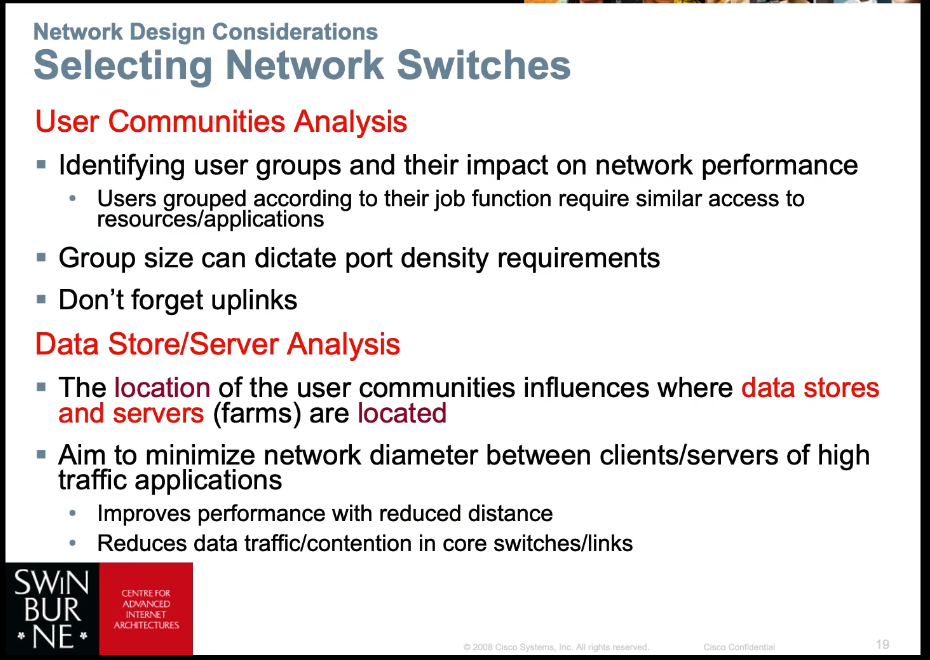 Network Design Considerations
Selecting Network Switches
User Communities Analysis
▪ Identifying user groups and their impact on network performance
• Users grouped according to their job function require similar access to
resources/applications
▪ Group size can dictate port density requirements
▪ Don’t forget uplinks
Data Store/Server Analysis
▪ The location of the user communities influences where data stores
and servers (farms) are located
▪ Aim to minimize network diameter between clients/servers of high
traffic applications
• Improves performance with reduced distance
• Reduces data traffic/contention in core switches/links
SWIN
BUR
* NE *
CENTRE FOR
ADVANCED
INTERNET
ARCHITECTURES
© 2008 Cisco Systems, Inc. All rights reserved.
Cisco Confidential
19